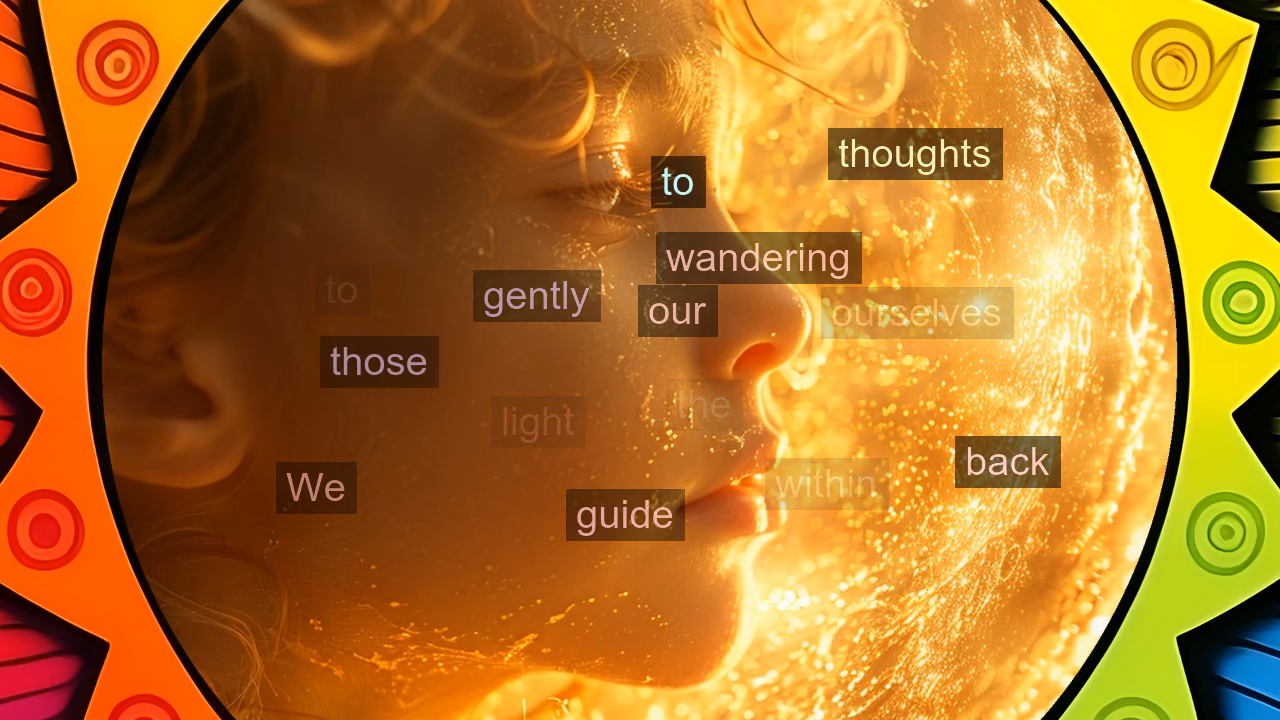 thoughts
to
wandering
to gently our ourselves
those
light the
We within back
guide